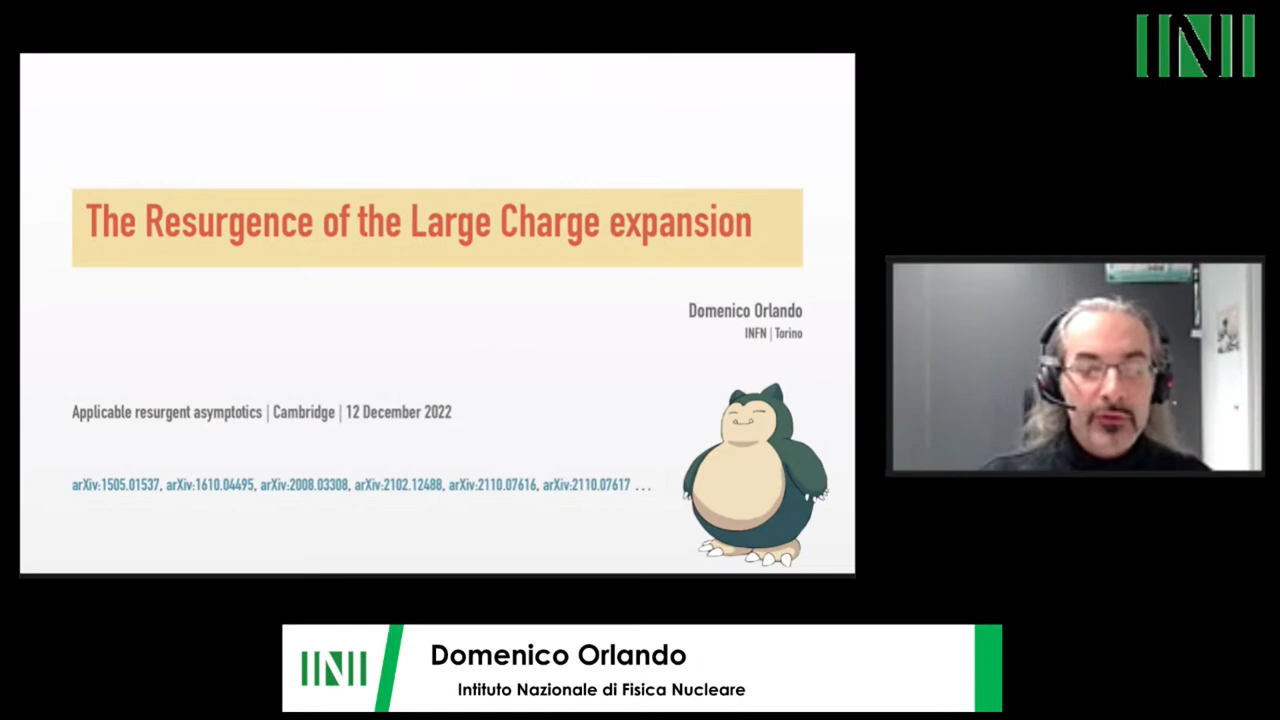 The Resurgence of the Large Charge expansion
Domenico Orlando
INFN | Torino
Applicable resurgent asymptotics | Cambridge | 12 December 2022
arXiv:1505.01537, arXiv:1610.04495, arXiv:2008.03308, arXiv:2102.12488, arXiv:2110.07616, arXiv:2110.07617 ...
Domenico Orlando
Intituto Nazionale di Fisica Nucleare